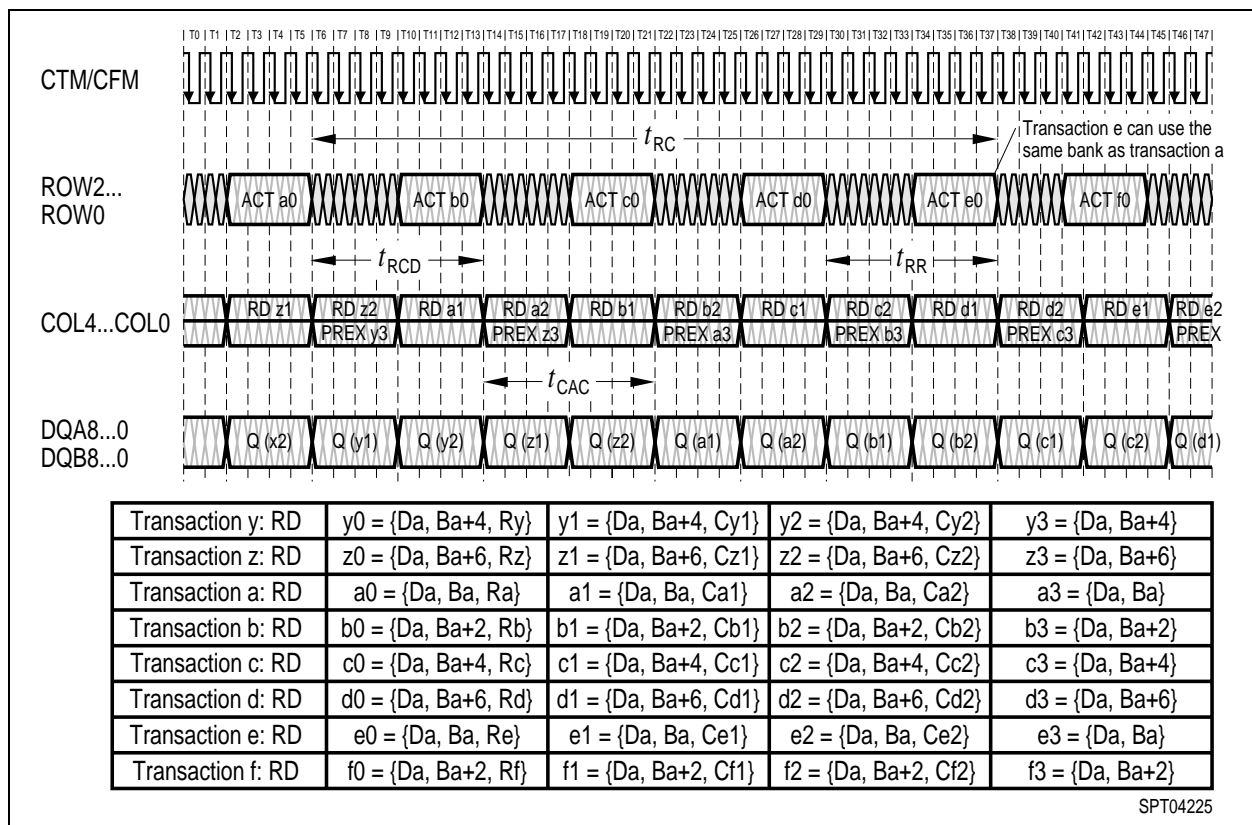 T0 T1 T2 T3 T4 T5 T6 T7 T8 T9 T10 T11 T12 T13 T14 T15 T16 T17 T18 T19 T20 T21 T22 T23 T24 T25 T26 T27 T28 T29 T30 T31 T32 T33 T34 T35 T36 T37 T38 T39 T40 T41 T42 T43 T44 T45 T46 T47
CTM/CFM
tRC
Transaction e can use the
same bank as transaction a
ROW2...
ROW0
ACT a0 ACT b0 ACT c0 ACT d0 ACT e0 ACT f0
tRCD tRR
COL4...COL0
RD z1 RD z2 RD a1 RD a2 RD b1 RD b2 RD c1 RD c2 RD d1 RD d2 RD e1 RD e2
PREX y3 PREX z3 PREX a3 PREX b3 PREX c3 PREX
tCAC
DQA8...0
DQB8...0
Q (x2) Q (y1) Q (y2) Q (z1) Q (z2) Q (a1) Q (a2) Q (b1) Q (b2) Q (c1) Q (c2) Q (d1)
Transaction y: RD y0 = {Da, Ba+4, Ry} y1 = {Da, Ba+4, Cy1} y2 = {Da, Ba+4, Cy2} y3 = {Da, Ba+4}
Transaction z: RD z0 = {Da, Ba+6, Rz} z1 = {Da, Ba+6, Cz1} z2 = {Da, Ba+6, Cz2} z3 = {Da, Ba+6}
Transaction a: RD a0 = {Da, Ba, Ra} a1 = {Da, Ba, Ca1} a2 = {Da, Ba, Ca2} a3 = {Da, Ba}
Transaction b: RD b0 = {Da, Ba+2, Rb} b1 = {Da, Ba+2, Cb1} b2 = {Da, Ba+2, Cb2} b3 = {Da, Ba+2}
Transaction c: RD c0 = {Da, Ba+4, Rc} c1 = {Da, Ba+4, Cc1} c2 = {Da, Ba+4, Cc2} c3 = {Da, Ba+4}
Transaction d: RD d0 = {Da, Ba+6, Rd} d1 = {Da, Ba+6, Cd1} d2 = {Da, Ba+6, Cd2} d3 = {Da, Ba+6}
Transaction e: RD e0 = {Da, Ba, Re} e1 = {Da, Ba, Ce1} e2 = {Da, Ba, Ce2} e3 = {Da, Ba}
Transaction f: RD f0 = {Da, Ba+2, Rf} f1 = {Da, Ba+2, Cf1} f2 = {Da, Ba+2, Cf2} f3 = {Da, Ba+2}
SPT04225